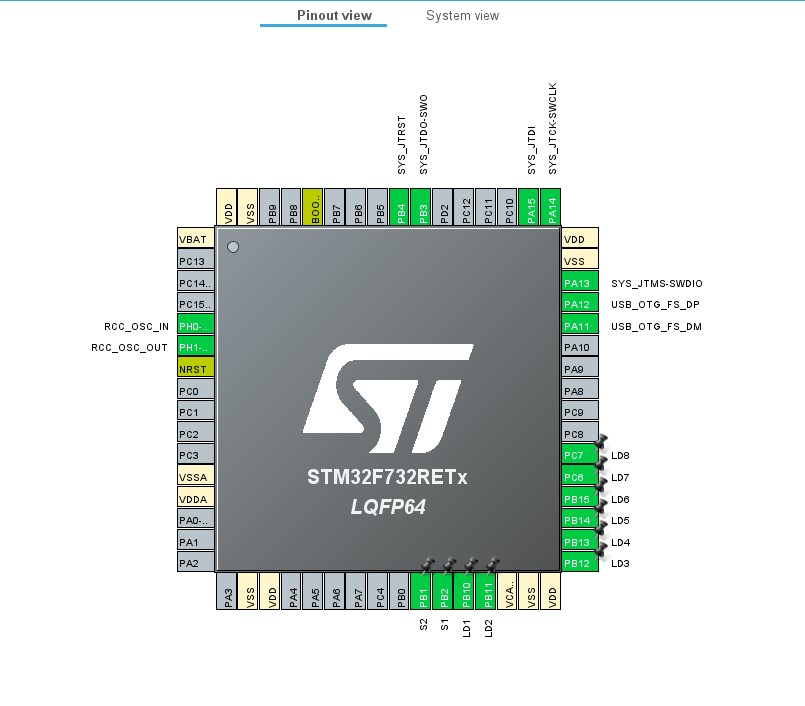 Pinout view
System view
SYS_JTRST
SYS_JTDO-SWO
SYS_JTDI
SYS_JTCK-SWCLK
VDD
VSS
PB9
PB8
BOO..
PB7
PB6
PB5
PB4
PB3
PD2
PC12
PC11
PC10
PA15
PA14
VBAT
PC13
PC14..
PC15..
RCC_OSC_IN PH0-..
RCC_OSC_OUT PH1-..
NRST
PC0
PC1
PC2
PC3
VSSA
VDDA
PA0-..
PA1
PA2
ST
STM32F732RETx
LQFP64
VDD
VSS
PA13 SYS_JTMS-SWDIO
PA12 USB_OTG_FS_DP
PA11 USB_OTG_FS_DM
PA10
PA9
PA8
PC9
PC8
PC7 LD8
PC6 LD7
PB15 LD6
PB14 LD5
PB13 LD4
PB12 LD3
PA3
VSS
VDD
PA4
PA5
PA6
PA7
PC4
PB0
PB1
PB2
PB10
PB11
VCA..
VSS
VDD
S2
S1
LD1
LD2